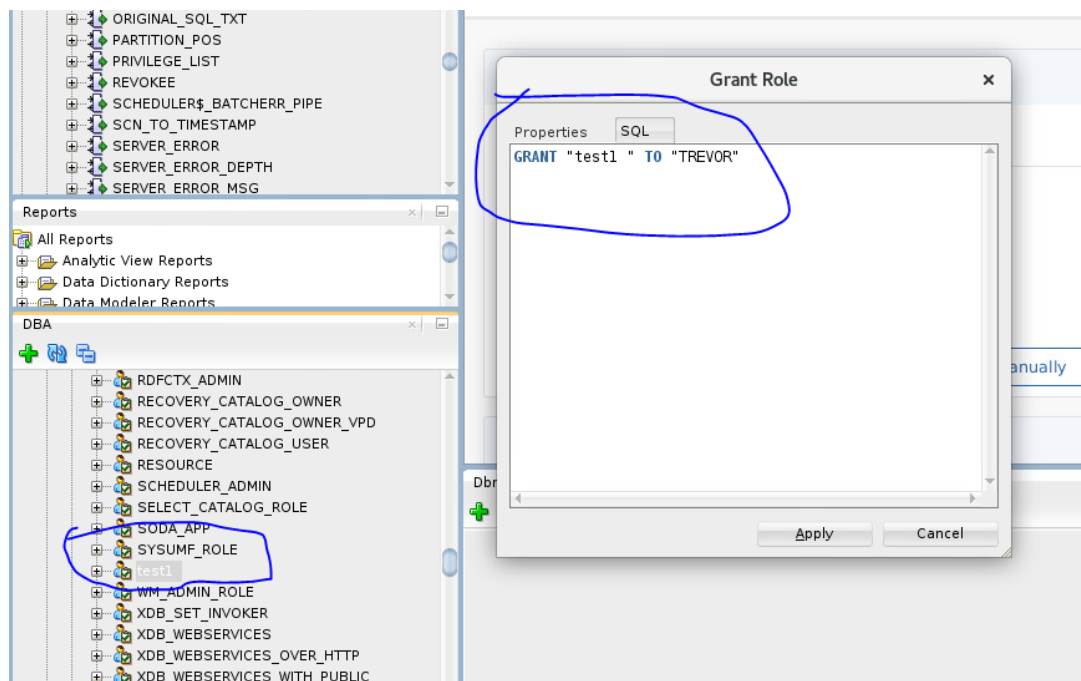 ORIGINAL_SQL_TXT
PARTITION_POS
PRIVILEGE_LIST
REVOKEE
SCHEDULER$_BATCHERR_PIPE
SCN_TO_TIMESTAMP
SERVER_ERROR
SERVER_ERROR_DEPTH
SERVER_ERROR_MSG
Reports
All Reports
Analytic View Reports
Data Dictionary Reports
Data Modeler Reports
DBA
RDFCTX_ADMIN
RECOVERY_CATALOG_OWNER
RECOVERY_CATALOG_OWNER_VPD
RECOVERY_CATALOG_USER
RESOURCE
SCHEDULER_ADMIN
SELECT_CATALOG_ROLE
SODA_APP
SYSUMF_ROLE
test1
WM_ADMIN_ROLE
XDB_SET_INVOKER
XDB_WEBSERVICES
XDB_WEBSERVICES_OVER_HTTP
XDB_WEBSERVICES_WITH_PUBLIC
Grant Role
Properties SQL
GRANT "test1 " TO "TREVOR"
Apply Cancel
anually
Dbr